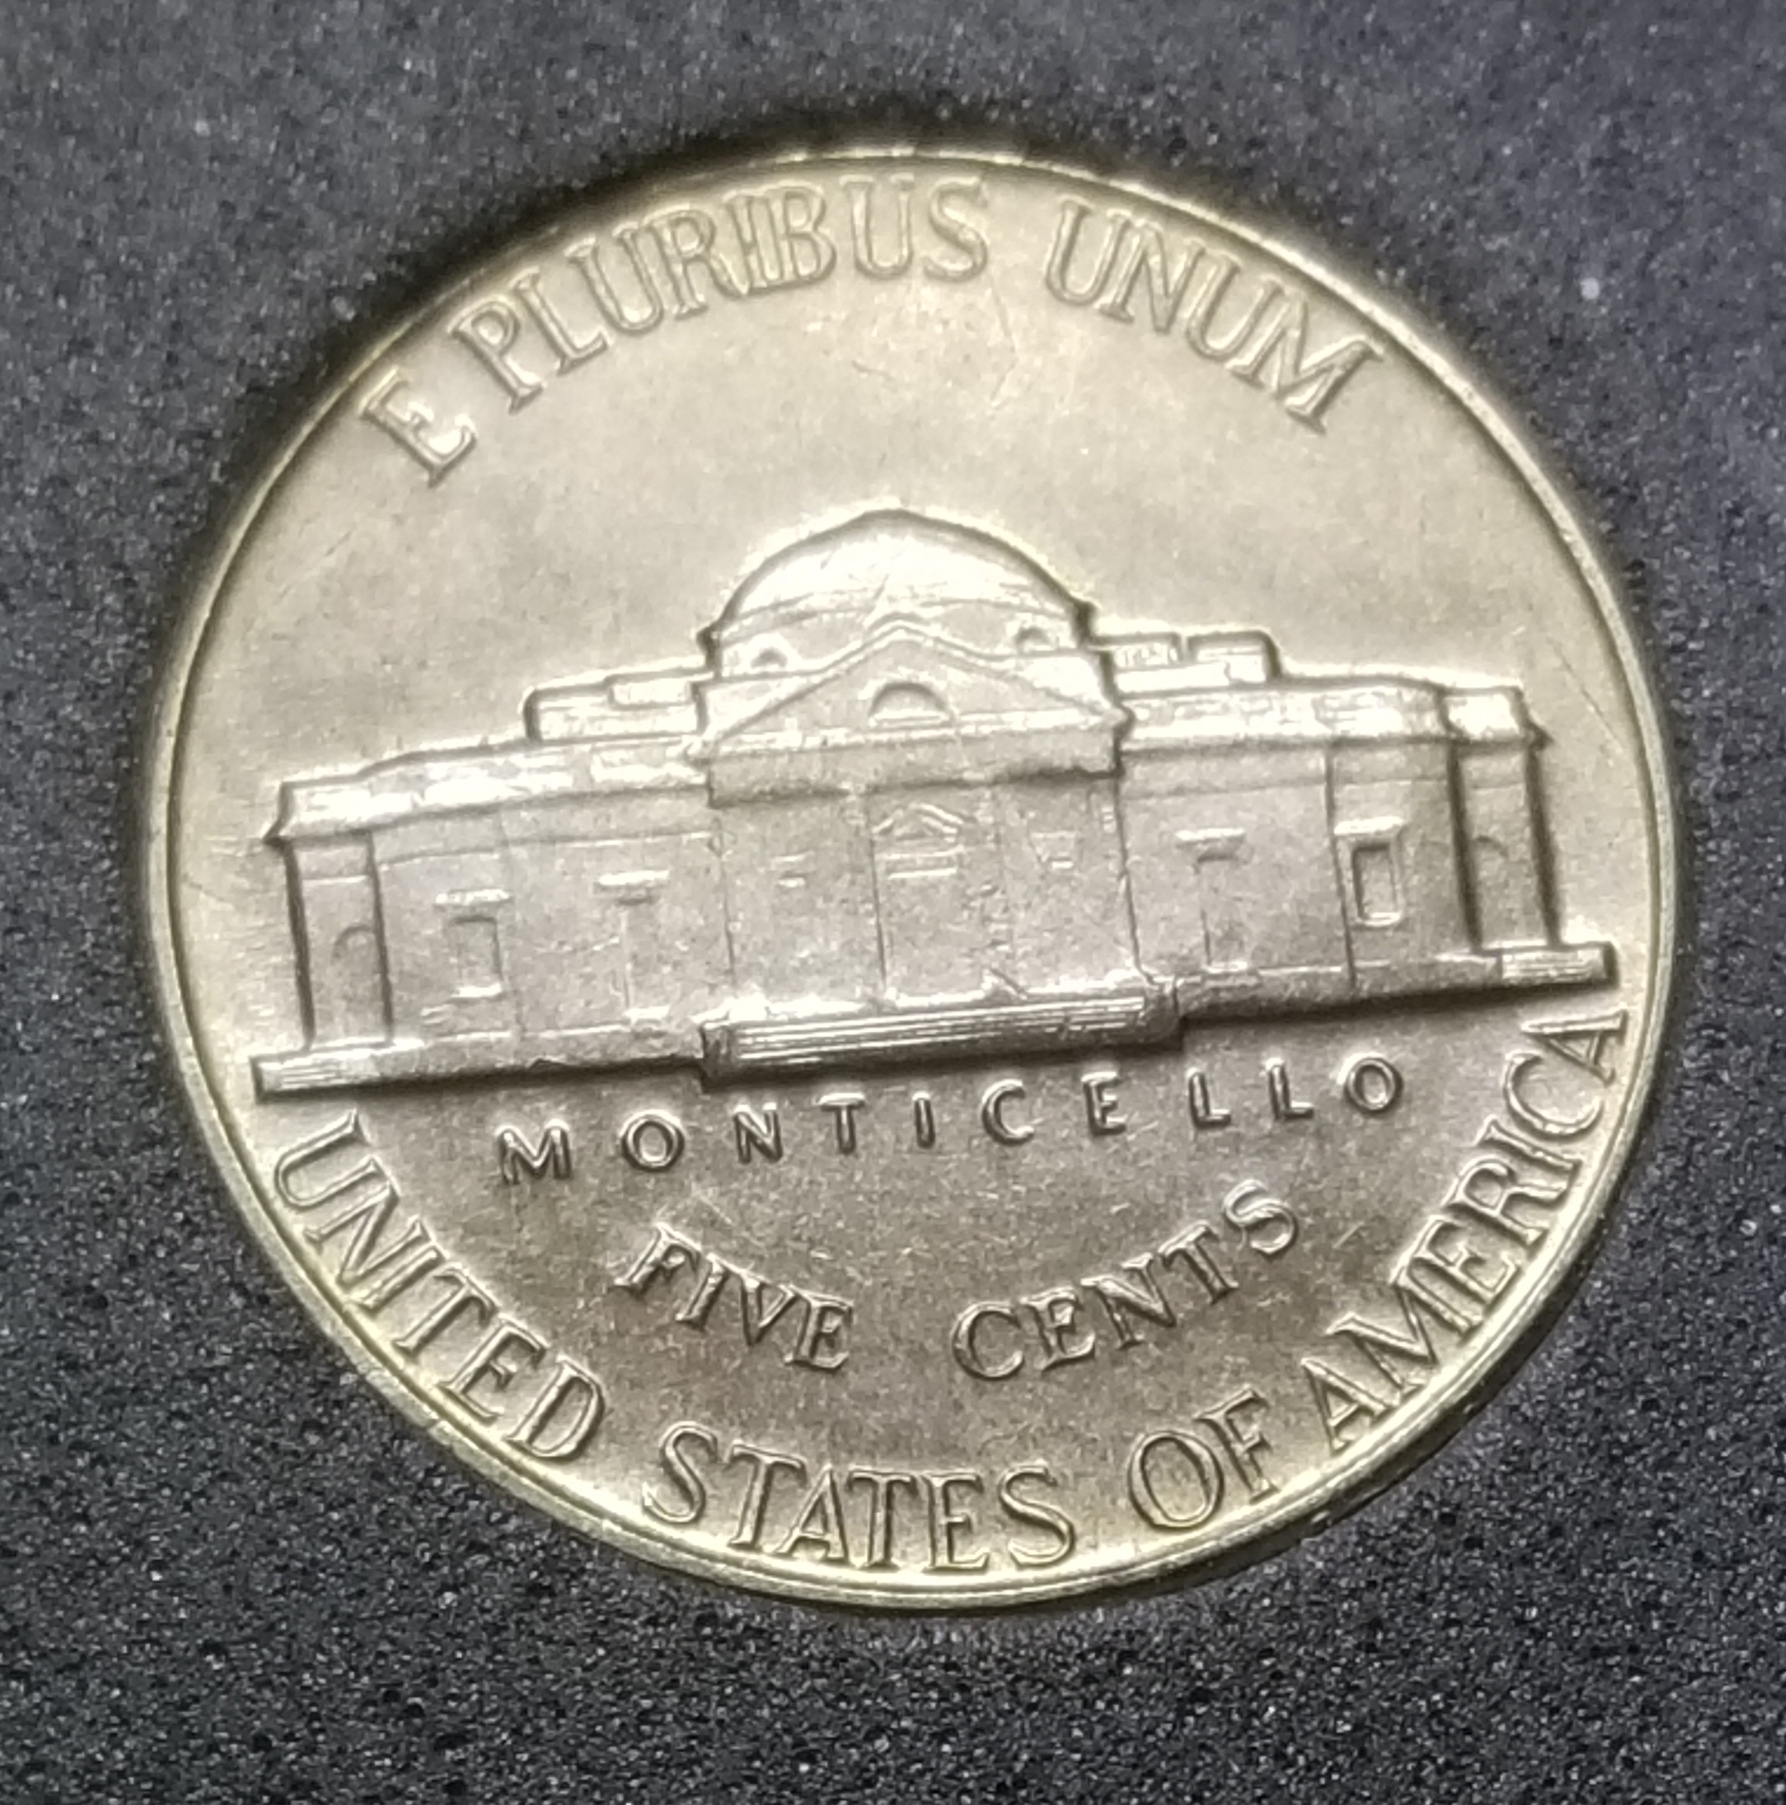 E PLURIBUS UNUM
MONTICELLO
FIVE CENTS
UNITED STATES OF AMERICA